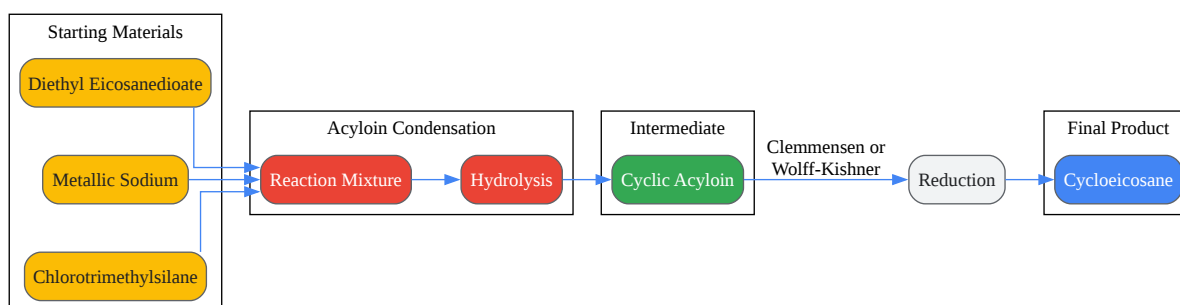 Starting Materials
Diethyl Eicosanedioate
Metallic Sodium
Chlorotrimethylsilane
Acyloin Condensation
Reaction Mixture
Hydrolysis
Intermediate
Cyclic Acyloin
Clemmensen or
Wolff-Kishner
Reduction
Final Product
Cycloeicosane